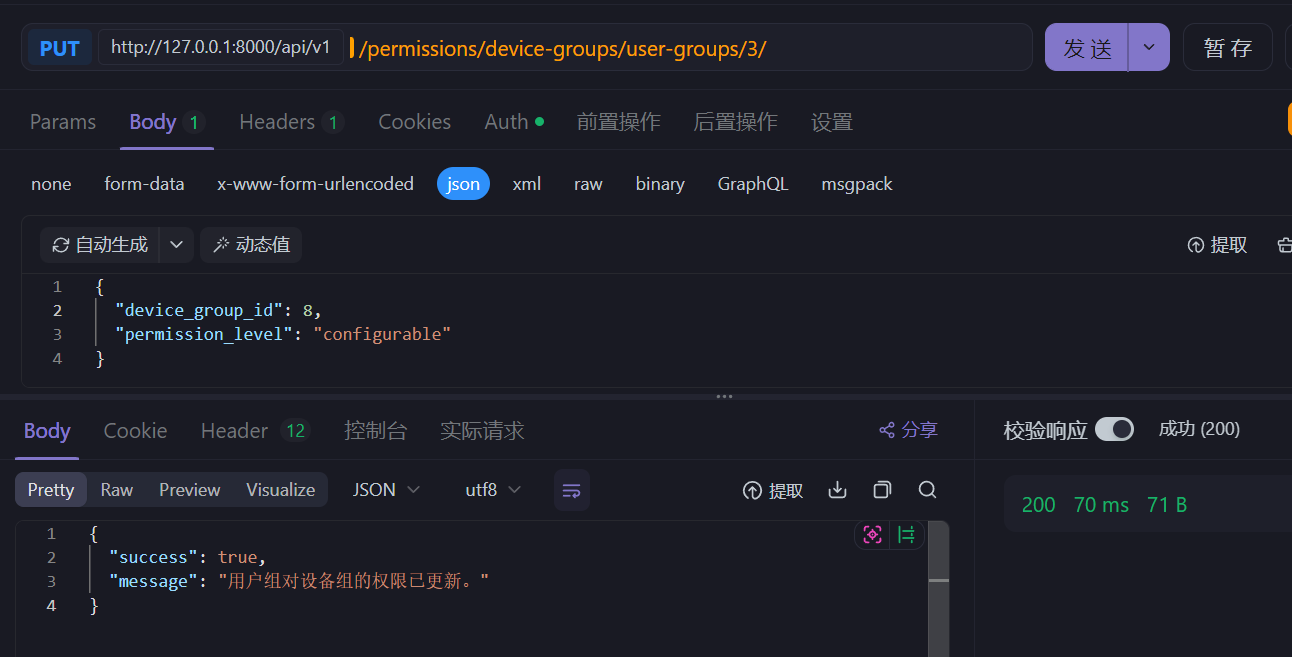 PUT http://127.0.0.1:8000/api/v1 /permissions/device-groups/user-groups/3/ 发送 暂存
Params Body 1 Headers 1 Cookies Auth 前置操作 后置操作 设置
none form-data x-www-form-urlencoded json xml raw binary GraphQL msgpack
自动生成 动态值 提取
1 {
2 "device_group_id": 8,
3 "permission_level": "configurable"
4 }
Body Cookie Header 12 控制台 实际请求 分享 校验响应 成功 (200)
Pretty Raw Preview Visualize JSON utf8 提取
200 70 ms 71 B
1 {
2 "success": true,
3 "message": "用户组对设备组的权限已更新。"
4 }